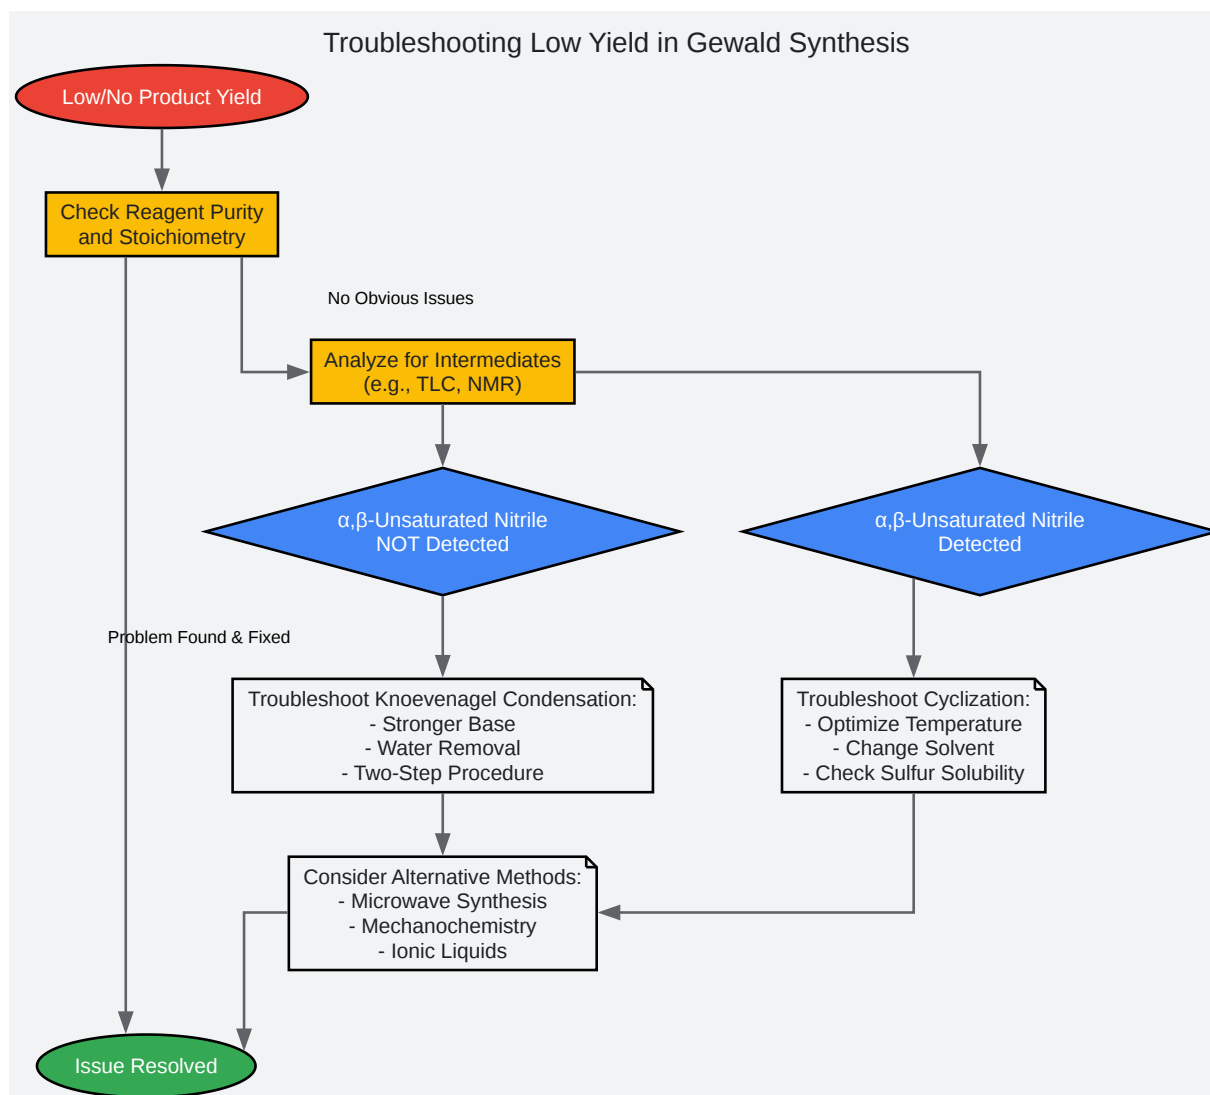 Troubleshooting Low Yield in Gewald Synthesis
Low/No Product Yield
Check Reagent Purity
and Stoichiometry
No Obvious Issues
Analyze for Intermediates
(e.g., TLC, NMR)
α,β-Unsaturated Nitrile
NOT Detected
α,β-Unsaturated Nitrile
Detected
Problem Found & Fixed
Troubleshoot Knoevenagel Condensation:
- Stronger Base
- Water Removal
- Two-Step Procedure
Troubleshoot Cyclization:
- Optimize Temperature
- Change Solvent
- Check Sulfur Solubility
Consider Alternative Methods:
- Microwave Synthesis
- Mechanochemistry
- Ionic Liquids
Issue Resolved